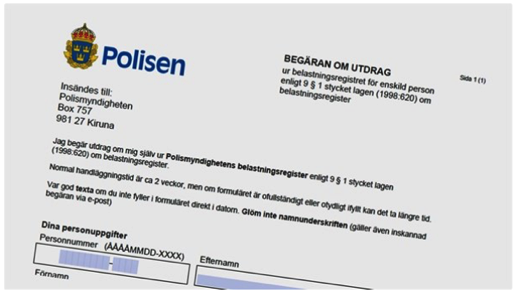 Polisen
BEGÄRAN OM UTDRAG
ur belastningsregistret för enskild person
enligt 9 § 1 stycket lagen (1998:620) om
belastningsregister
Sida 1 (1)
Insändes till:
Polismyndigheten
Box 757
981 27 Kiruna
Jag begär utdrag om mig själv ur Polismyndighetens belastningsregister enligt 9 § 1 stycket lagen
(1998:620) om belastningsregister.
Normal handläggningstid är ca 2 veckor, men om formuläret är ofullständigt eller otydligt ifyllt kan det ta längre tid.
Var god texta om du inte fyller i formuläret direkt i datorn. Glöm inte namnunderskriften (gäller även inskannad
begäran via e-post)
Dina personuppgifter
Personnummer (ÅÅÅÅMMDD-XXXX)
Efternamn
Förnamn